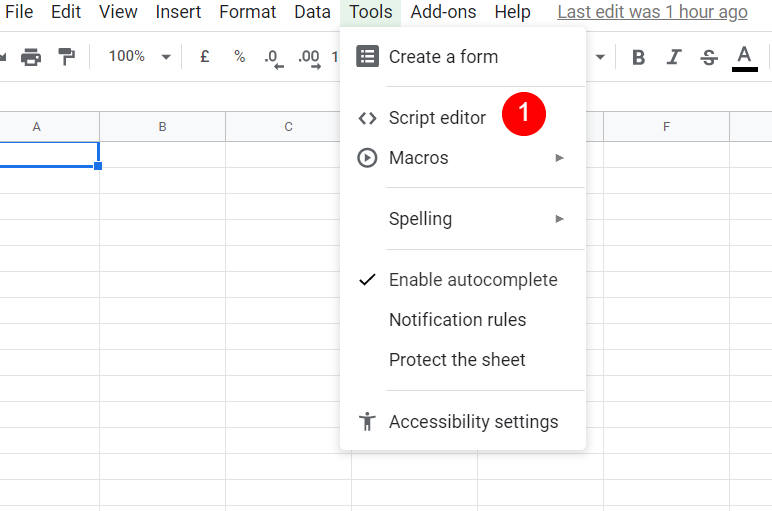 File Edit View Insert Format Data Tools Add-ons Help Last edit was 1 hour ago
100% £ % .0 .00 1 B I S A
Create a form
Script editor 1
Macros
Spelling
Enable autocomplete
Notification rules
Protect the sheet
Accessibility settings
A B C F